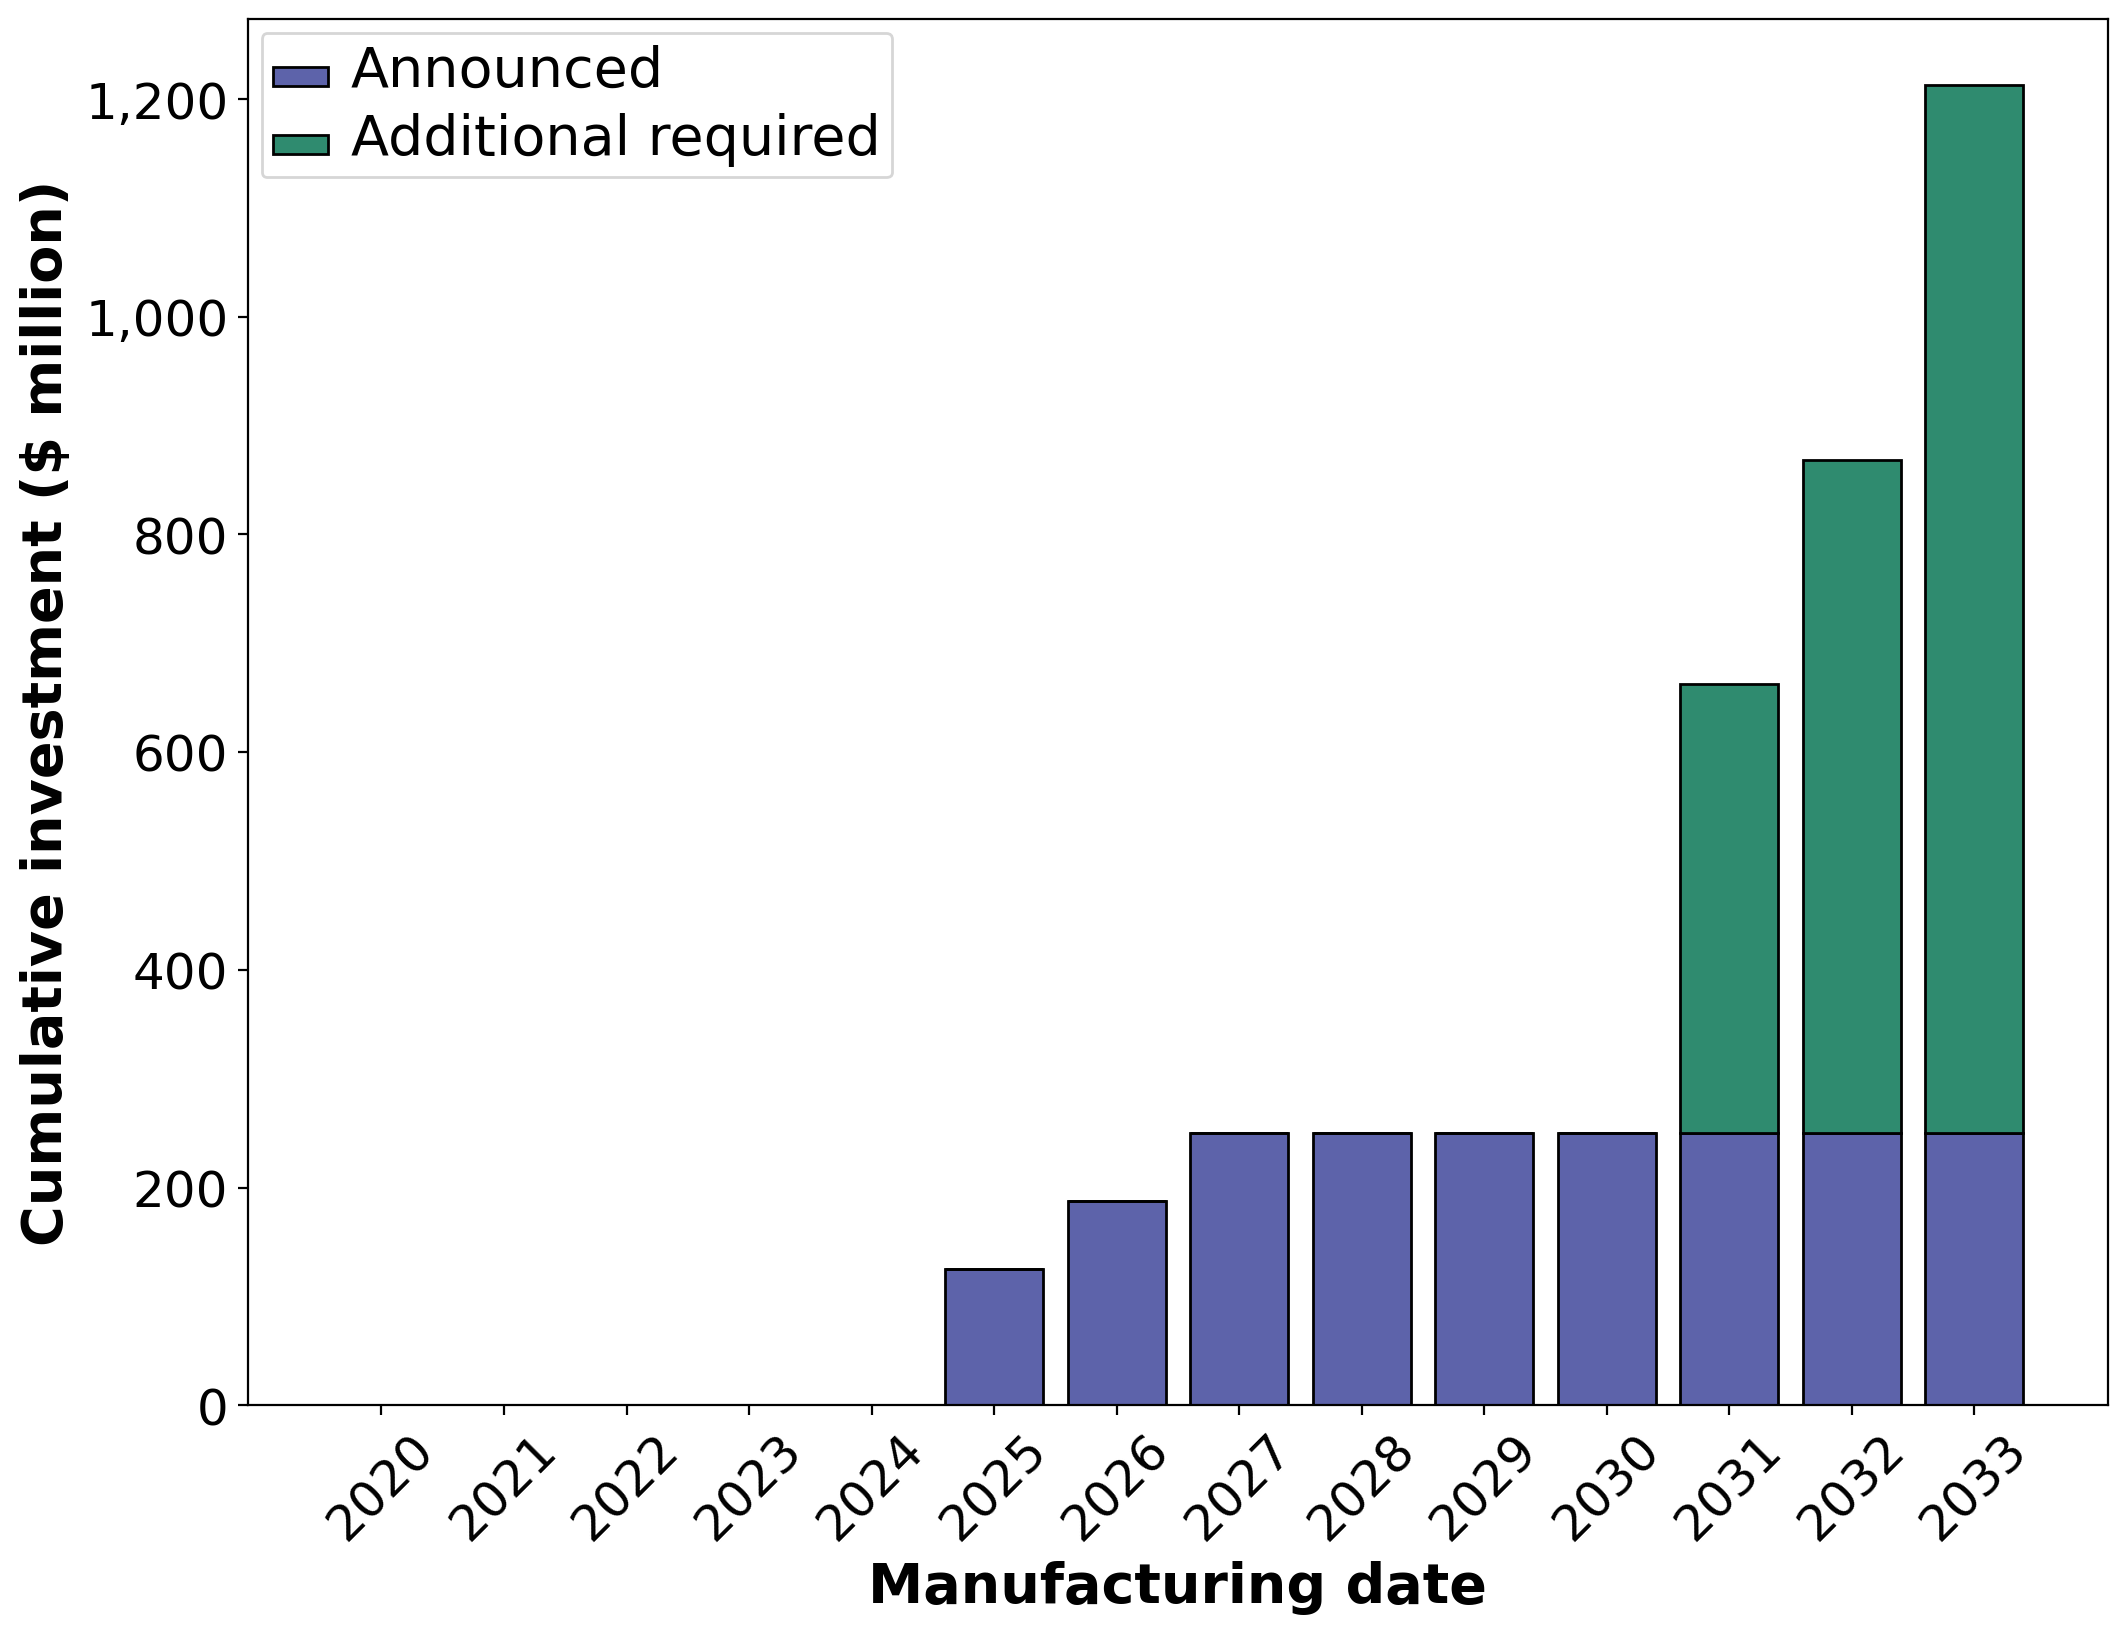 Announced
Additional required
Cumulative investment ($ million)
1,200
1,000
800
600
400
200
0
2020 2021 2022 2023 2024 2025 2026 2027 2028 2029 2030 2031 2032 2033
Manufacturing date